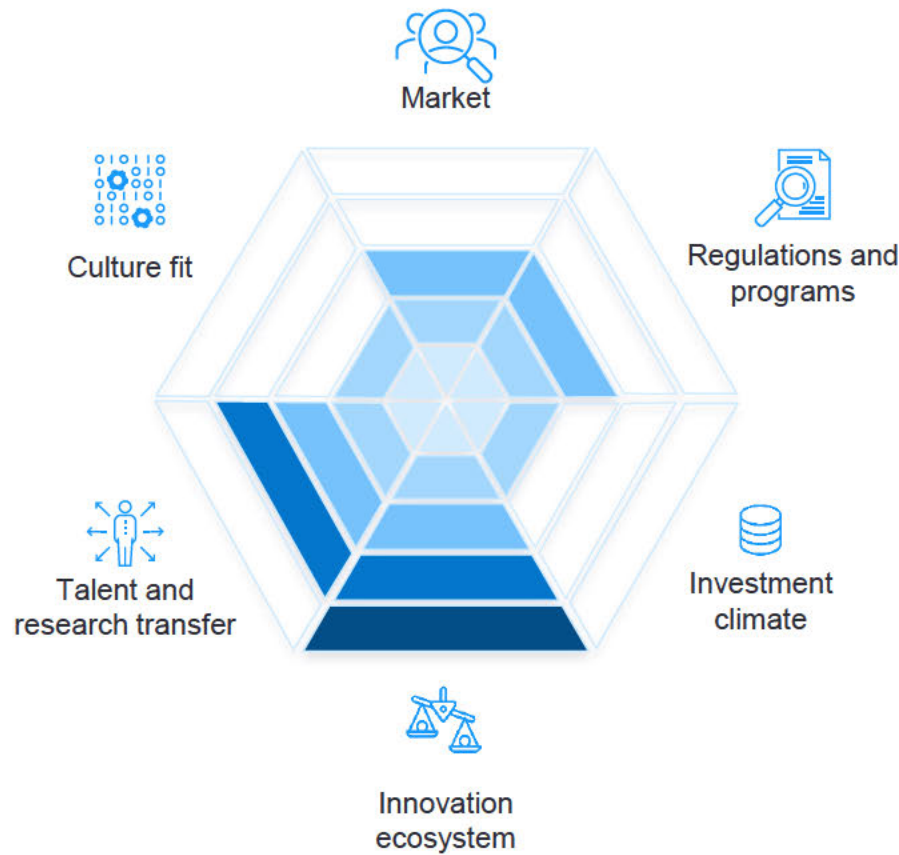 Market
Culture fit
Regulations and
programs
Talent and
research transfer
Investment
climate
Innovation
ecosystem